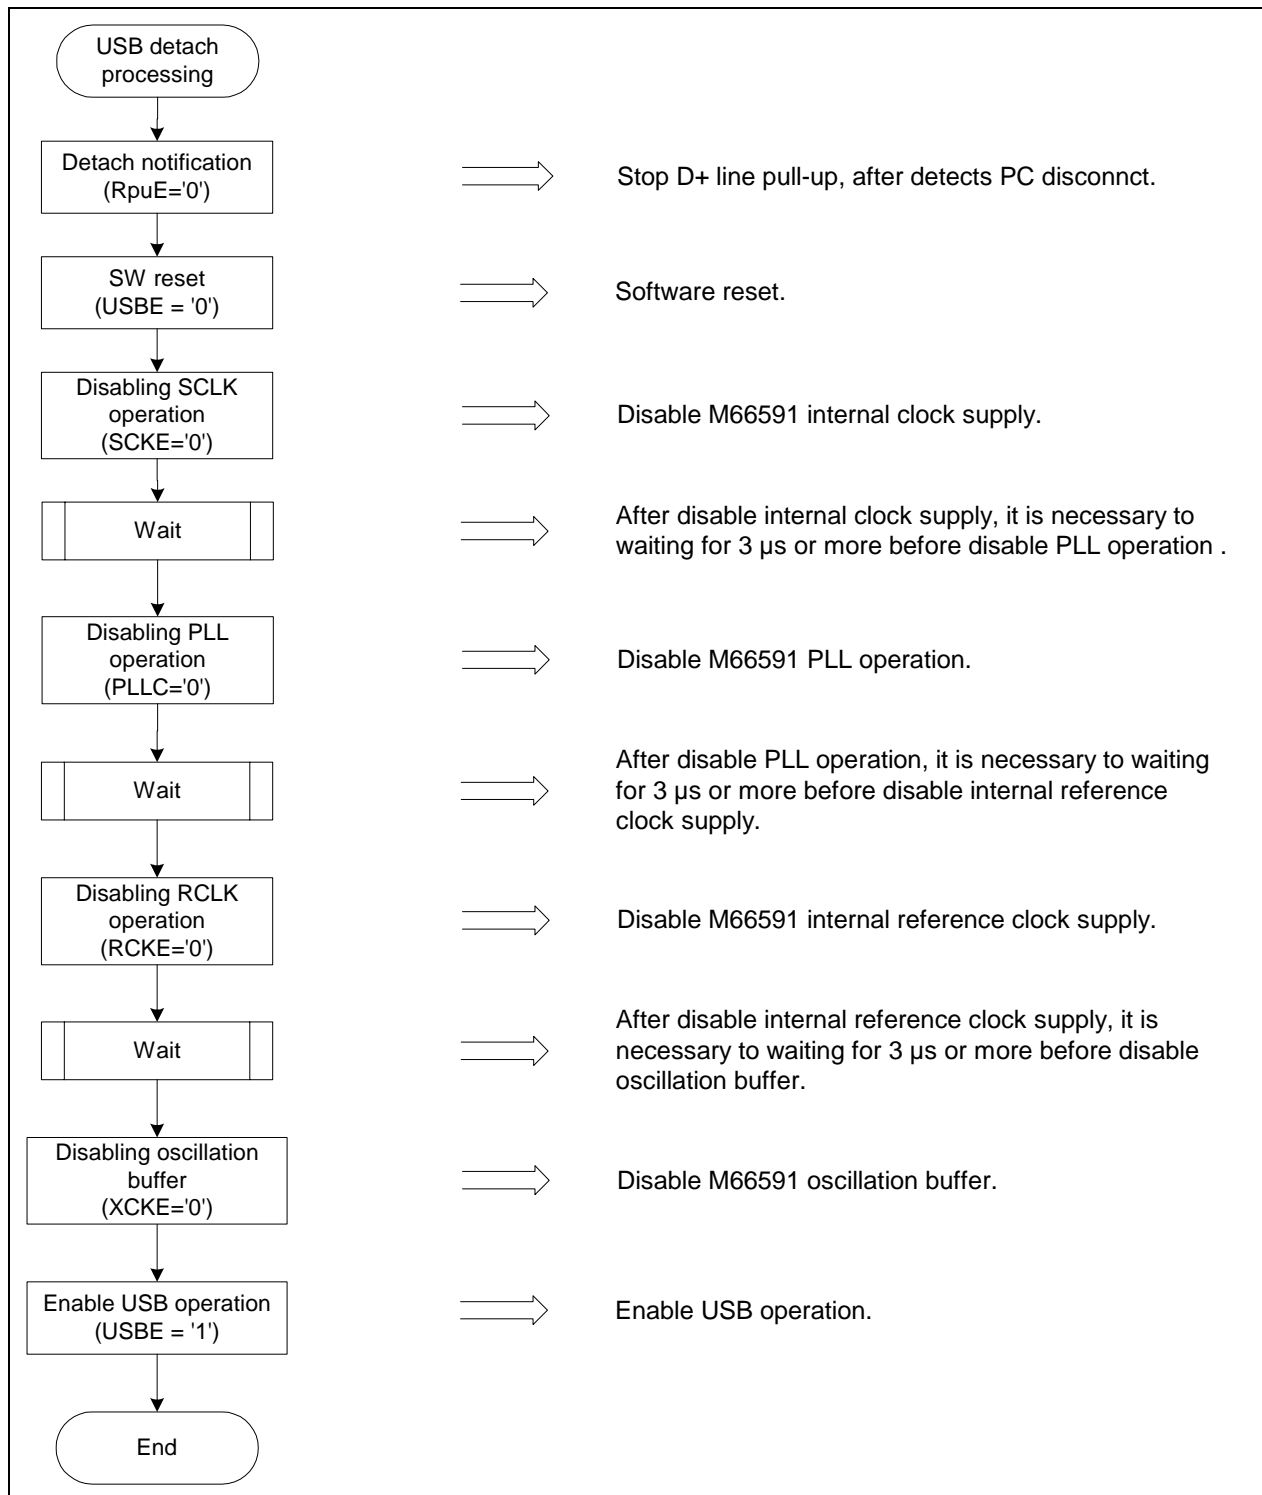 USB detach
processing
Detach notification
(RpuE='0')
Stop D+ line pull-up, after detects PC disconnct.
SW reset
(USBE = '0')
Software reset.
Disabling SCLK
operation
(SCKE='0')
Disable M66591 internal clock supply.
Wait
After disable internal clock supply, it is necessary to
waiting for 3 µs or more before disable PLL operation .
Disabling PLL
operation
(PLLC='0')
Disable M66591 PLL operation.
Wait
After disable PLL operation, it is necessary to waiting
for 3 µs or more before disable internal reference
clock supply.
Disabling RCLK
operation
(RCKE='0')
Disable M66591 internal reference clock supply.
Wait
After disable internal reference clock supply, it is
necessary to waiting for 3 µs or more before disable
oscillation buffer.
Disabling oscillation
buffer
(XCKE='0')
Disable M66591 oscillation buffer.
Enable USB operation
(USBE = '1')
Enable USB operation.
End